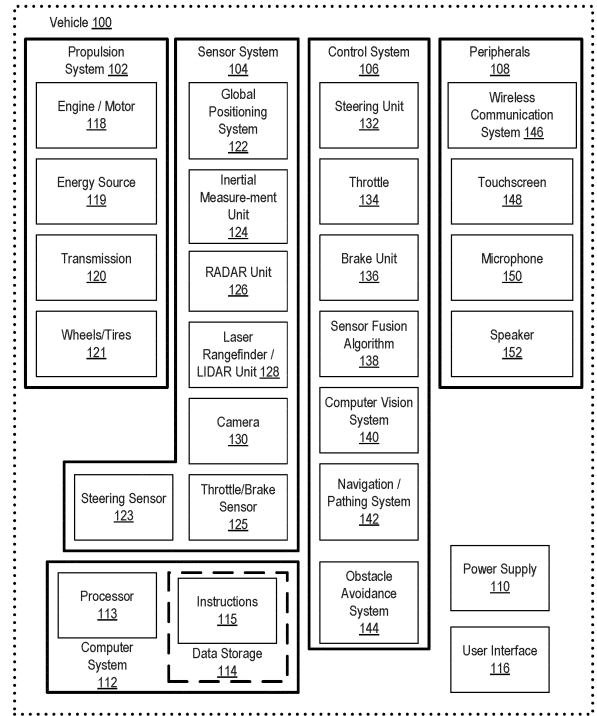 Vehicle 100
Propulsion
System 102
Engine / Motor
118
Energy Source
119
Transmission
120
Wheels/Tires
121
Sensor System
104
Global
Positioning
System
122
Inertial
Measure-ment
Unit
124
RADAR Unit
126
Laser
Rangefinder /
LIDAR Unit 128
Camera
130
Steering Sensor
123
Throttle/Brake
Sensor
125
Control System
106
Steering Unit
132
Throttle
134
Brake Unit
136
Sensor Fusion
Algorithm
138
Computer Vision
System
140
Navigation /
Pathing System
142
Obstacle
Avoidance
System
144
Peripherals
108
Wireless
Communication
System 146
Touchscreen
148
Microphone
150
Speaker
152
Processor
113
Computer
System
112
Instructions
115
Data Storage
114
Power Supply
110
User Interface
116